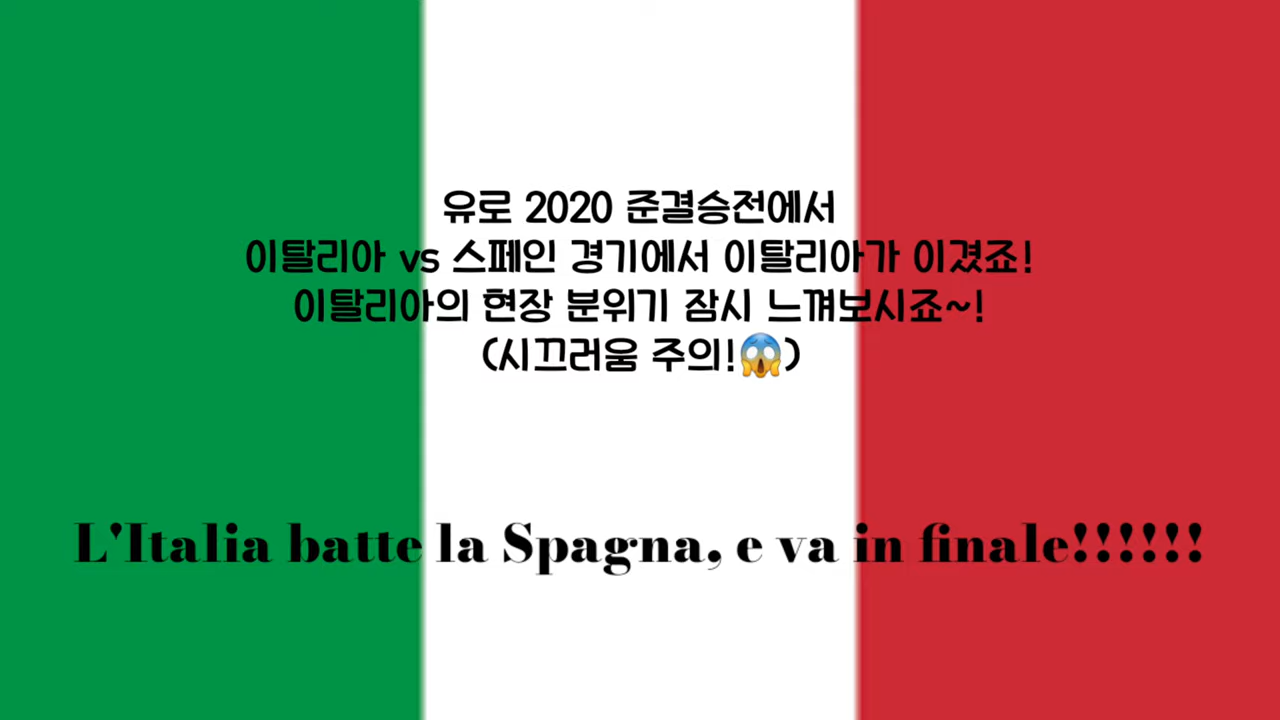 유로 2020 준결승전에서
이탈리아 vs 스페인 경기에서 이탈리아가 이겼죠!
이탈리아의 현장 분위기 잠시 느껴보시죠~!
(시끄러움 주의!😱)
L'Italia batte la Spagna, e va in finale!!!!!!